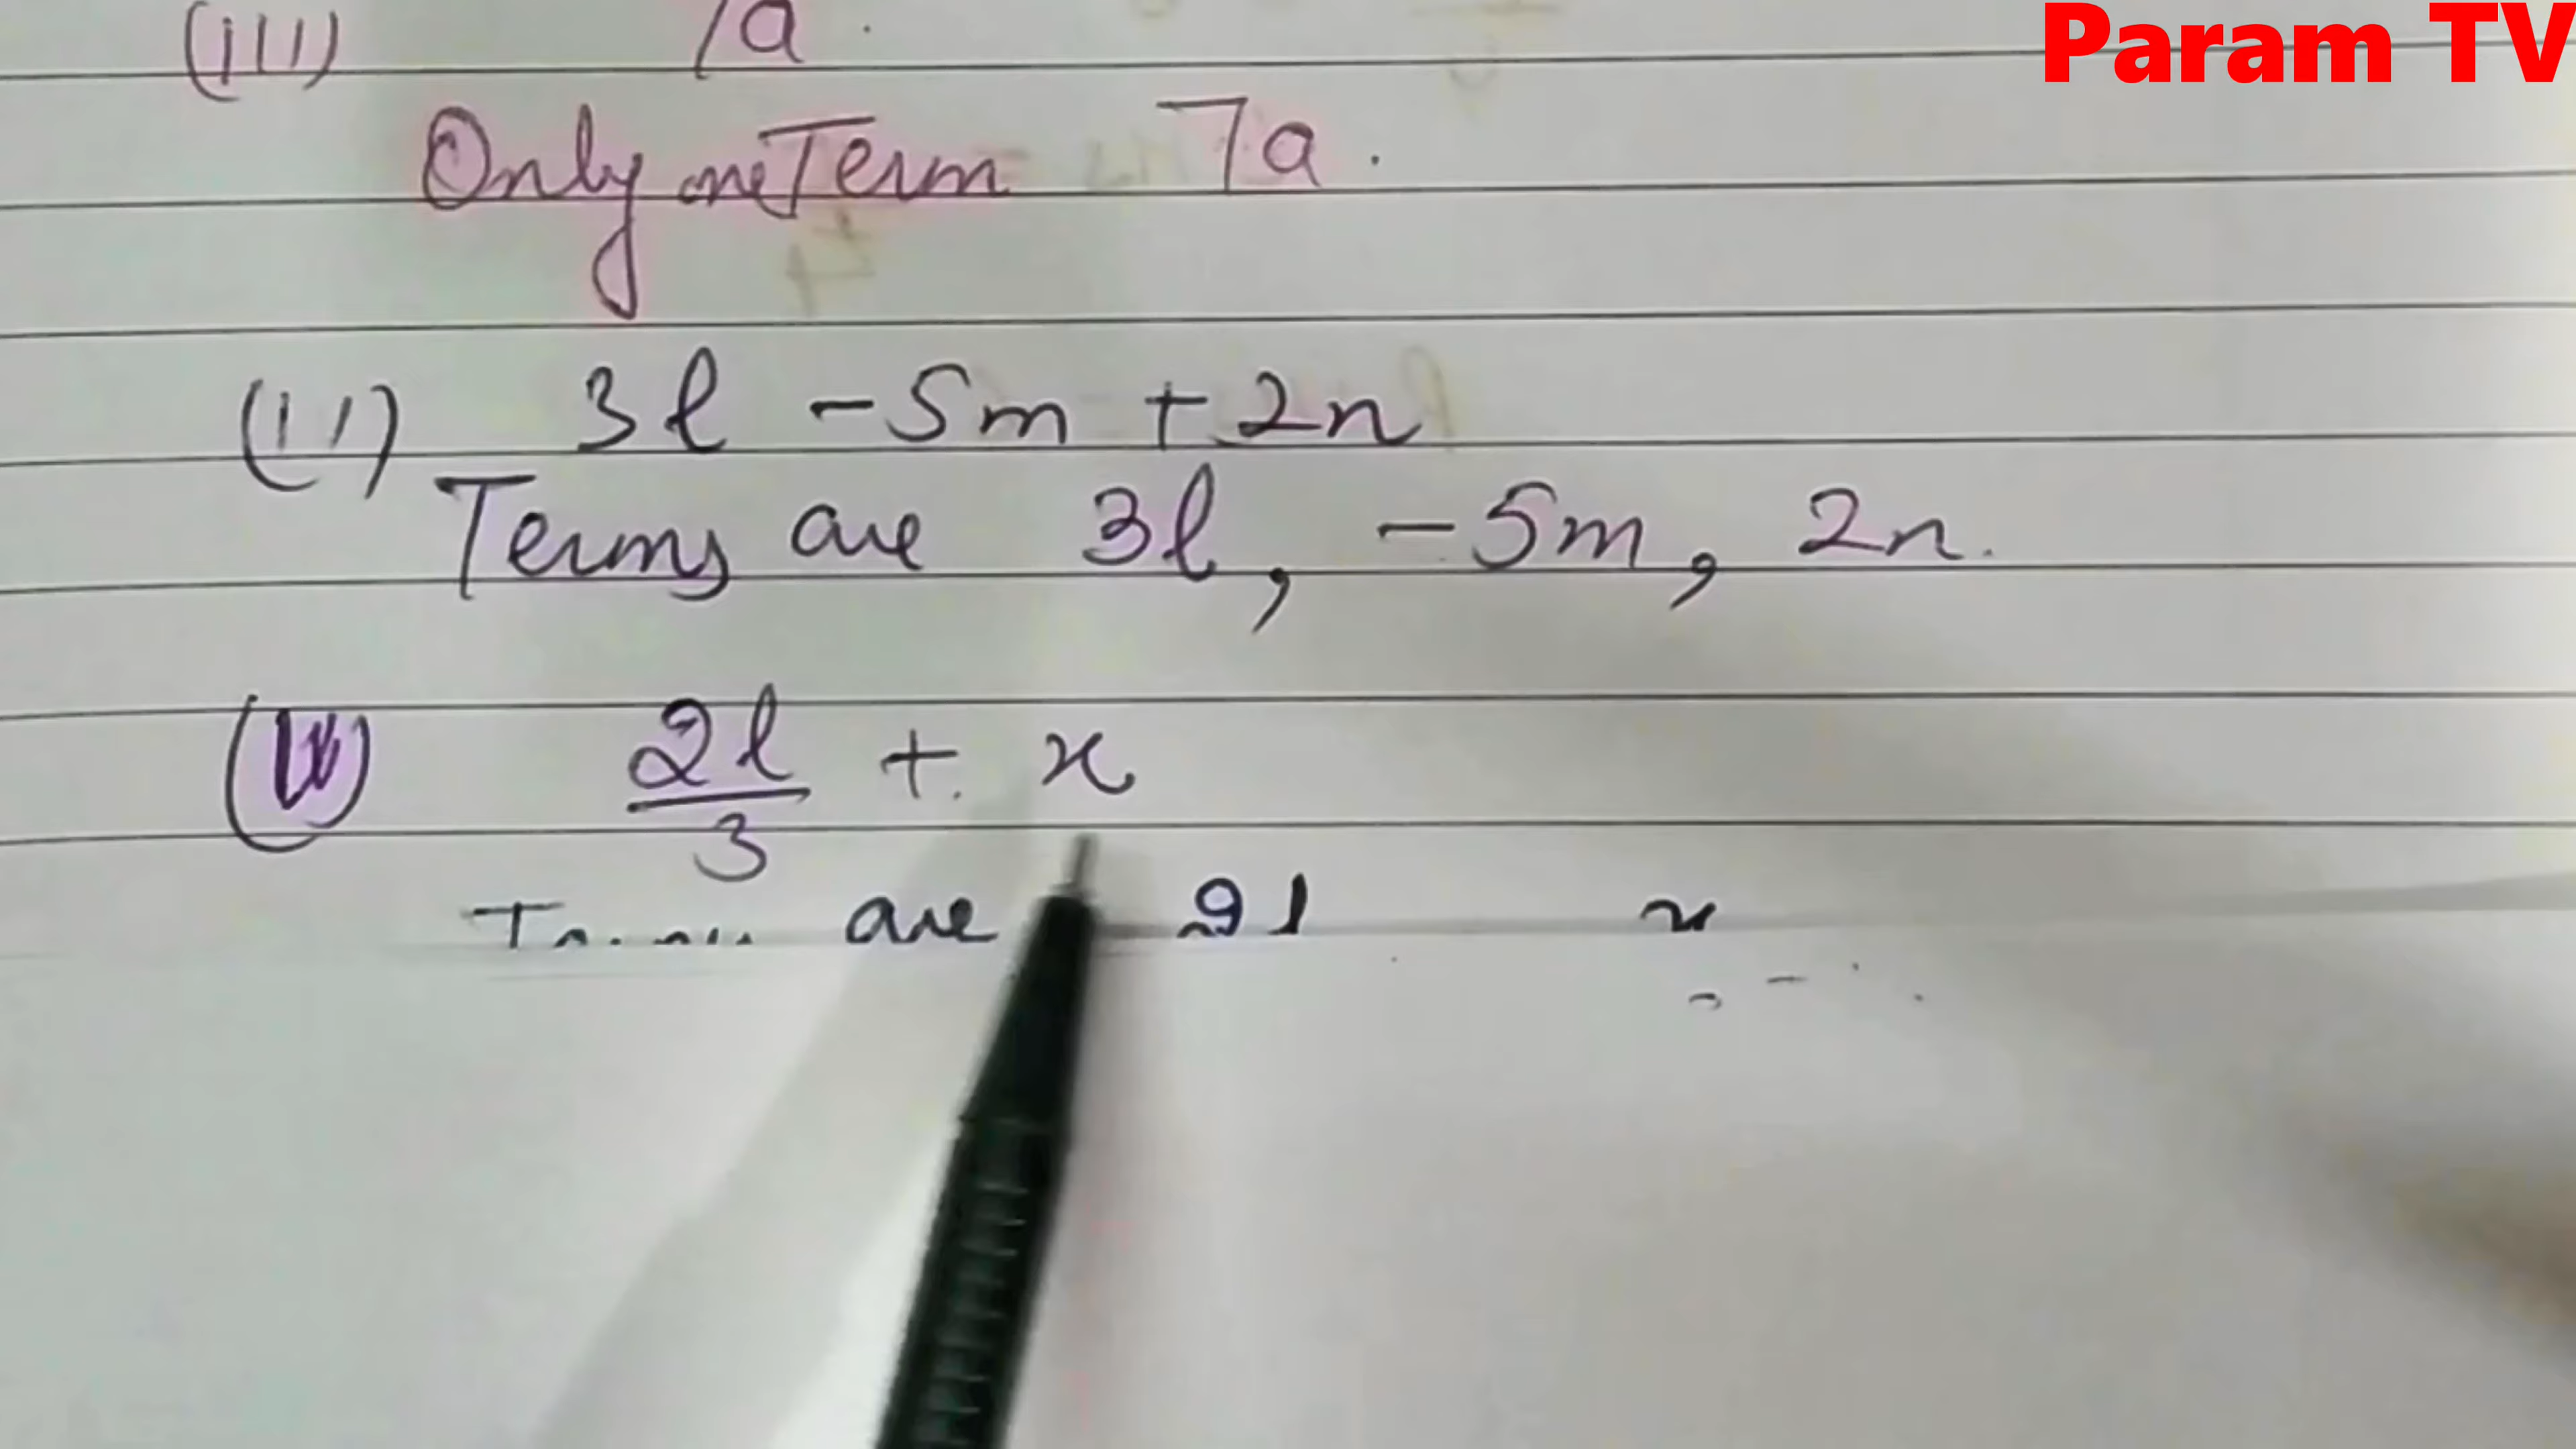 Param TV
(iii) 7a.
Only one Term 7a.
(ii) 3l - 5m + 2n
Terms are 3l, -5m, 2n.
2l/3 + x
are